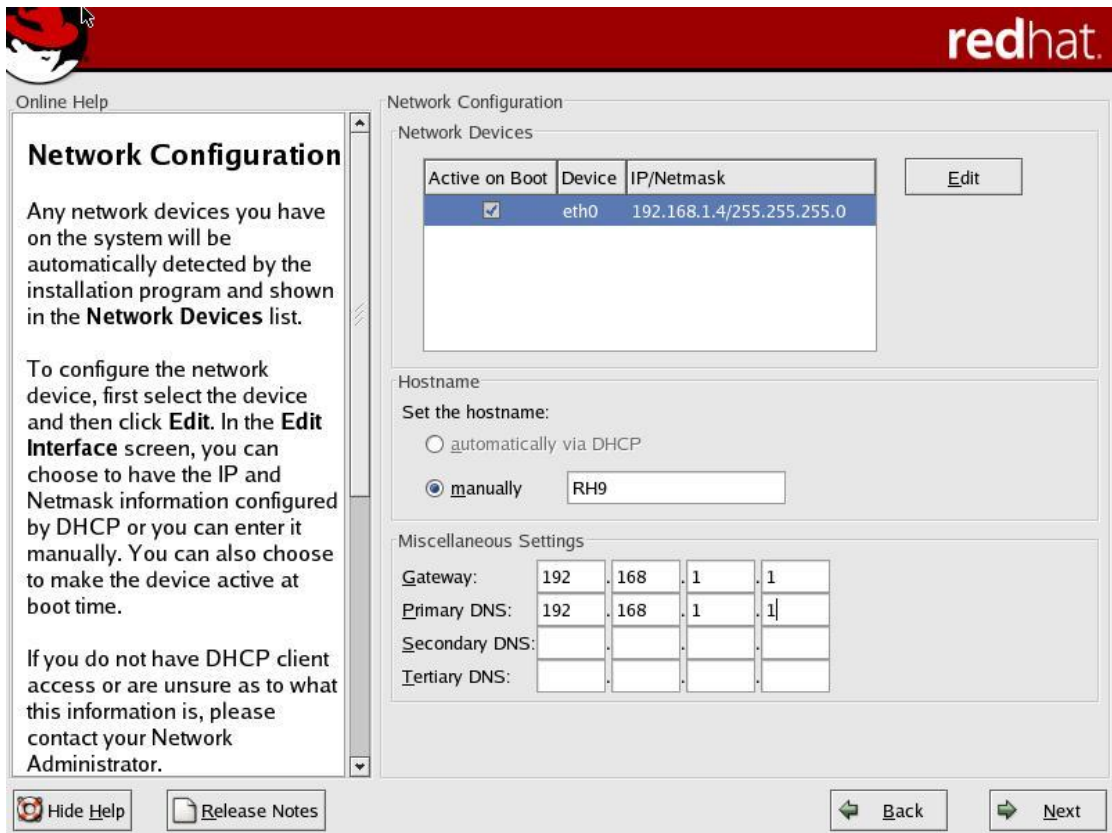 redhat.
Online Help
Network Configuration
Any network devices you have
on the system will be
automatically detected by the
installation program and shown
in the Network Devices list.
To configure the network
device, first select the device
and then click Edit. In the Edit
Interface screen, you can
choose to have the IP and
Netmask information configured
by DHCP or you can enter it
manually. You can also choose
to make the device active at
boot time.
If you do not have DHCP client
access or are unsure as to what
this information is, please
contact your Network
Administrator.
Network Configuration
Network Devices
Active on Boot Device IP/Netmask
eth0 192.168.1.4/255.255.255.0
Edit
Hostname
Set the hostname:
automatically via DHCP
manually RH9
Miscellaneous Settings
Gateway: 192 . 168 . 1 . 1
Primary DNS: 192 . 168 . 1 . 1
Secondary DNS: . . .
Tertiary DNS: . . .
Hide Help Release Notes Back Next